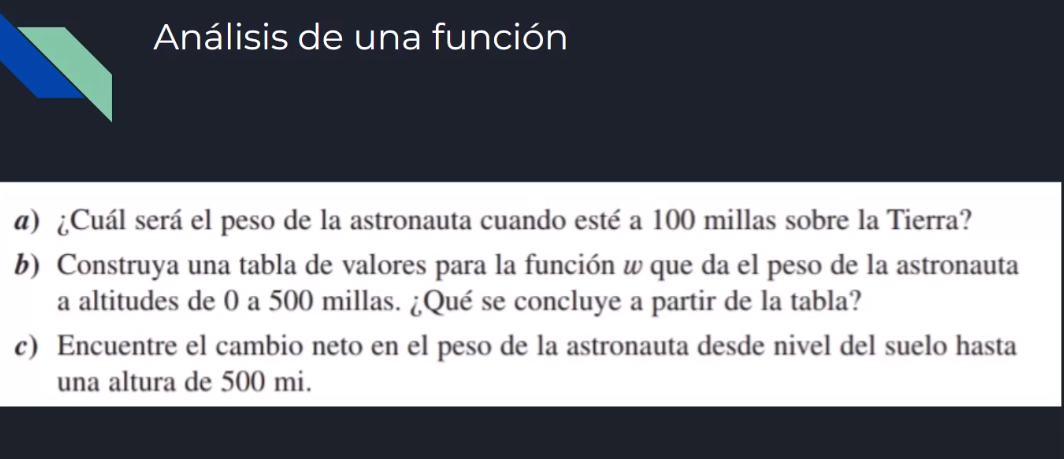 Análisis de una función
a) ¿Cuál será el peso de la astronauta cuando esté a 100 millas sobre la Tierra?
b) Construya una tabla de valores para la función w que da el peso de la astronauta
a altitudes de 0 a 500 millas. ¿Qué se concluye a partir de la tabla?
c) Encuentre el cambio neto en el peso de la astronauta desde nivel del suelo hasta
una altura de 500 mi.